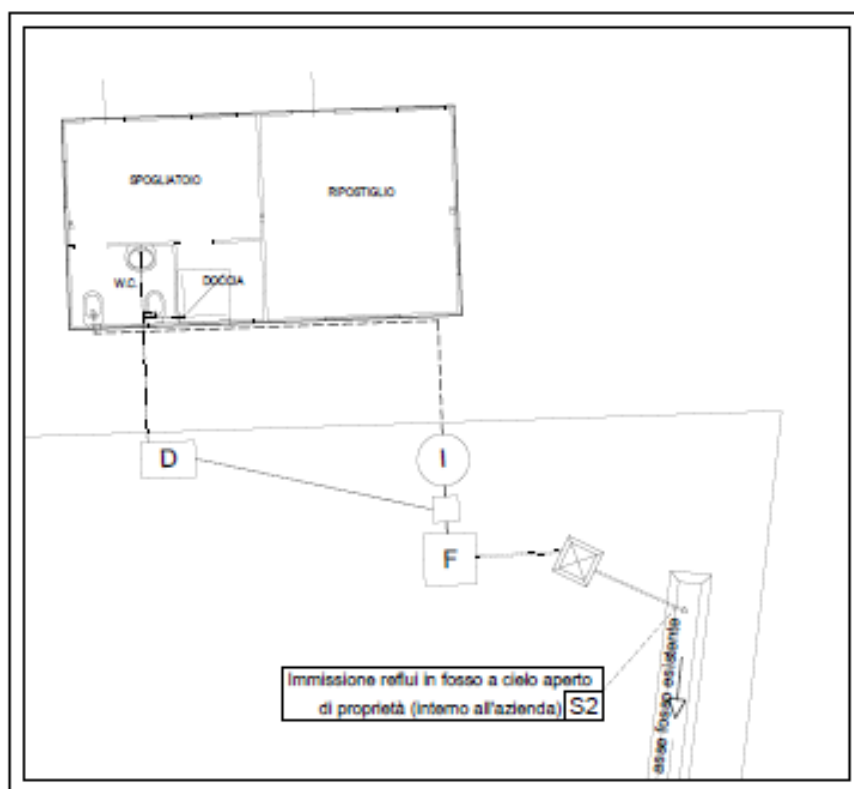 SPOGLIATOIO
RIPOSTIGLIO
W.C.
DOCCIA
D
I
F
Immissione reflui in fosso a cielo aperto
di proprietà (interno all'azienda) S2
asse fosso esistente